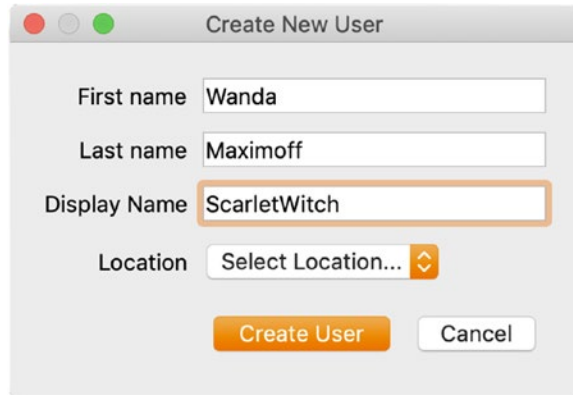 Create New User
First name Wanda
Last name Maximoff
Display Name ScarletWitch
Location Select Location...
Create User Cancel